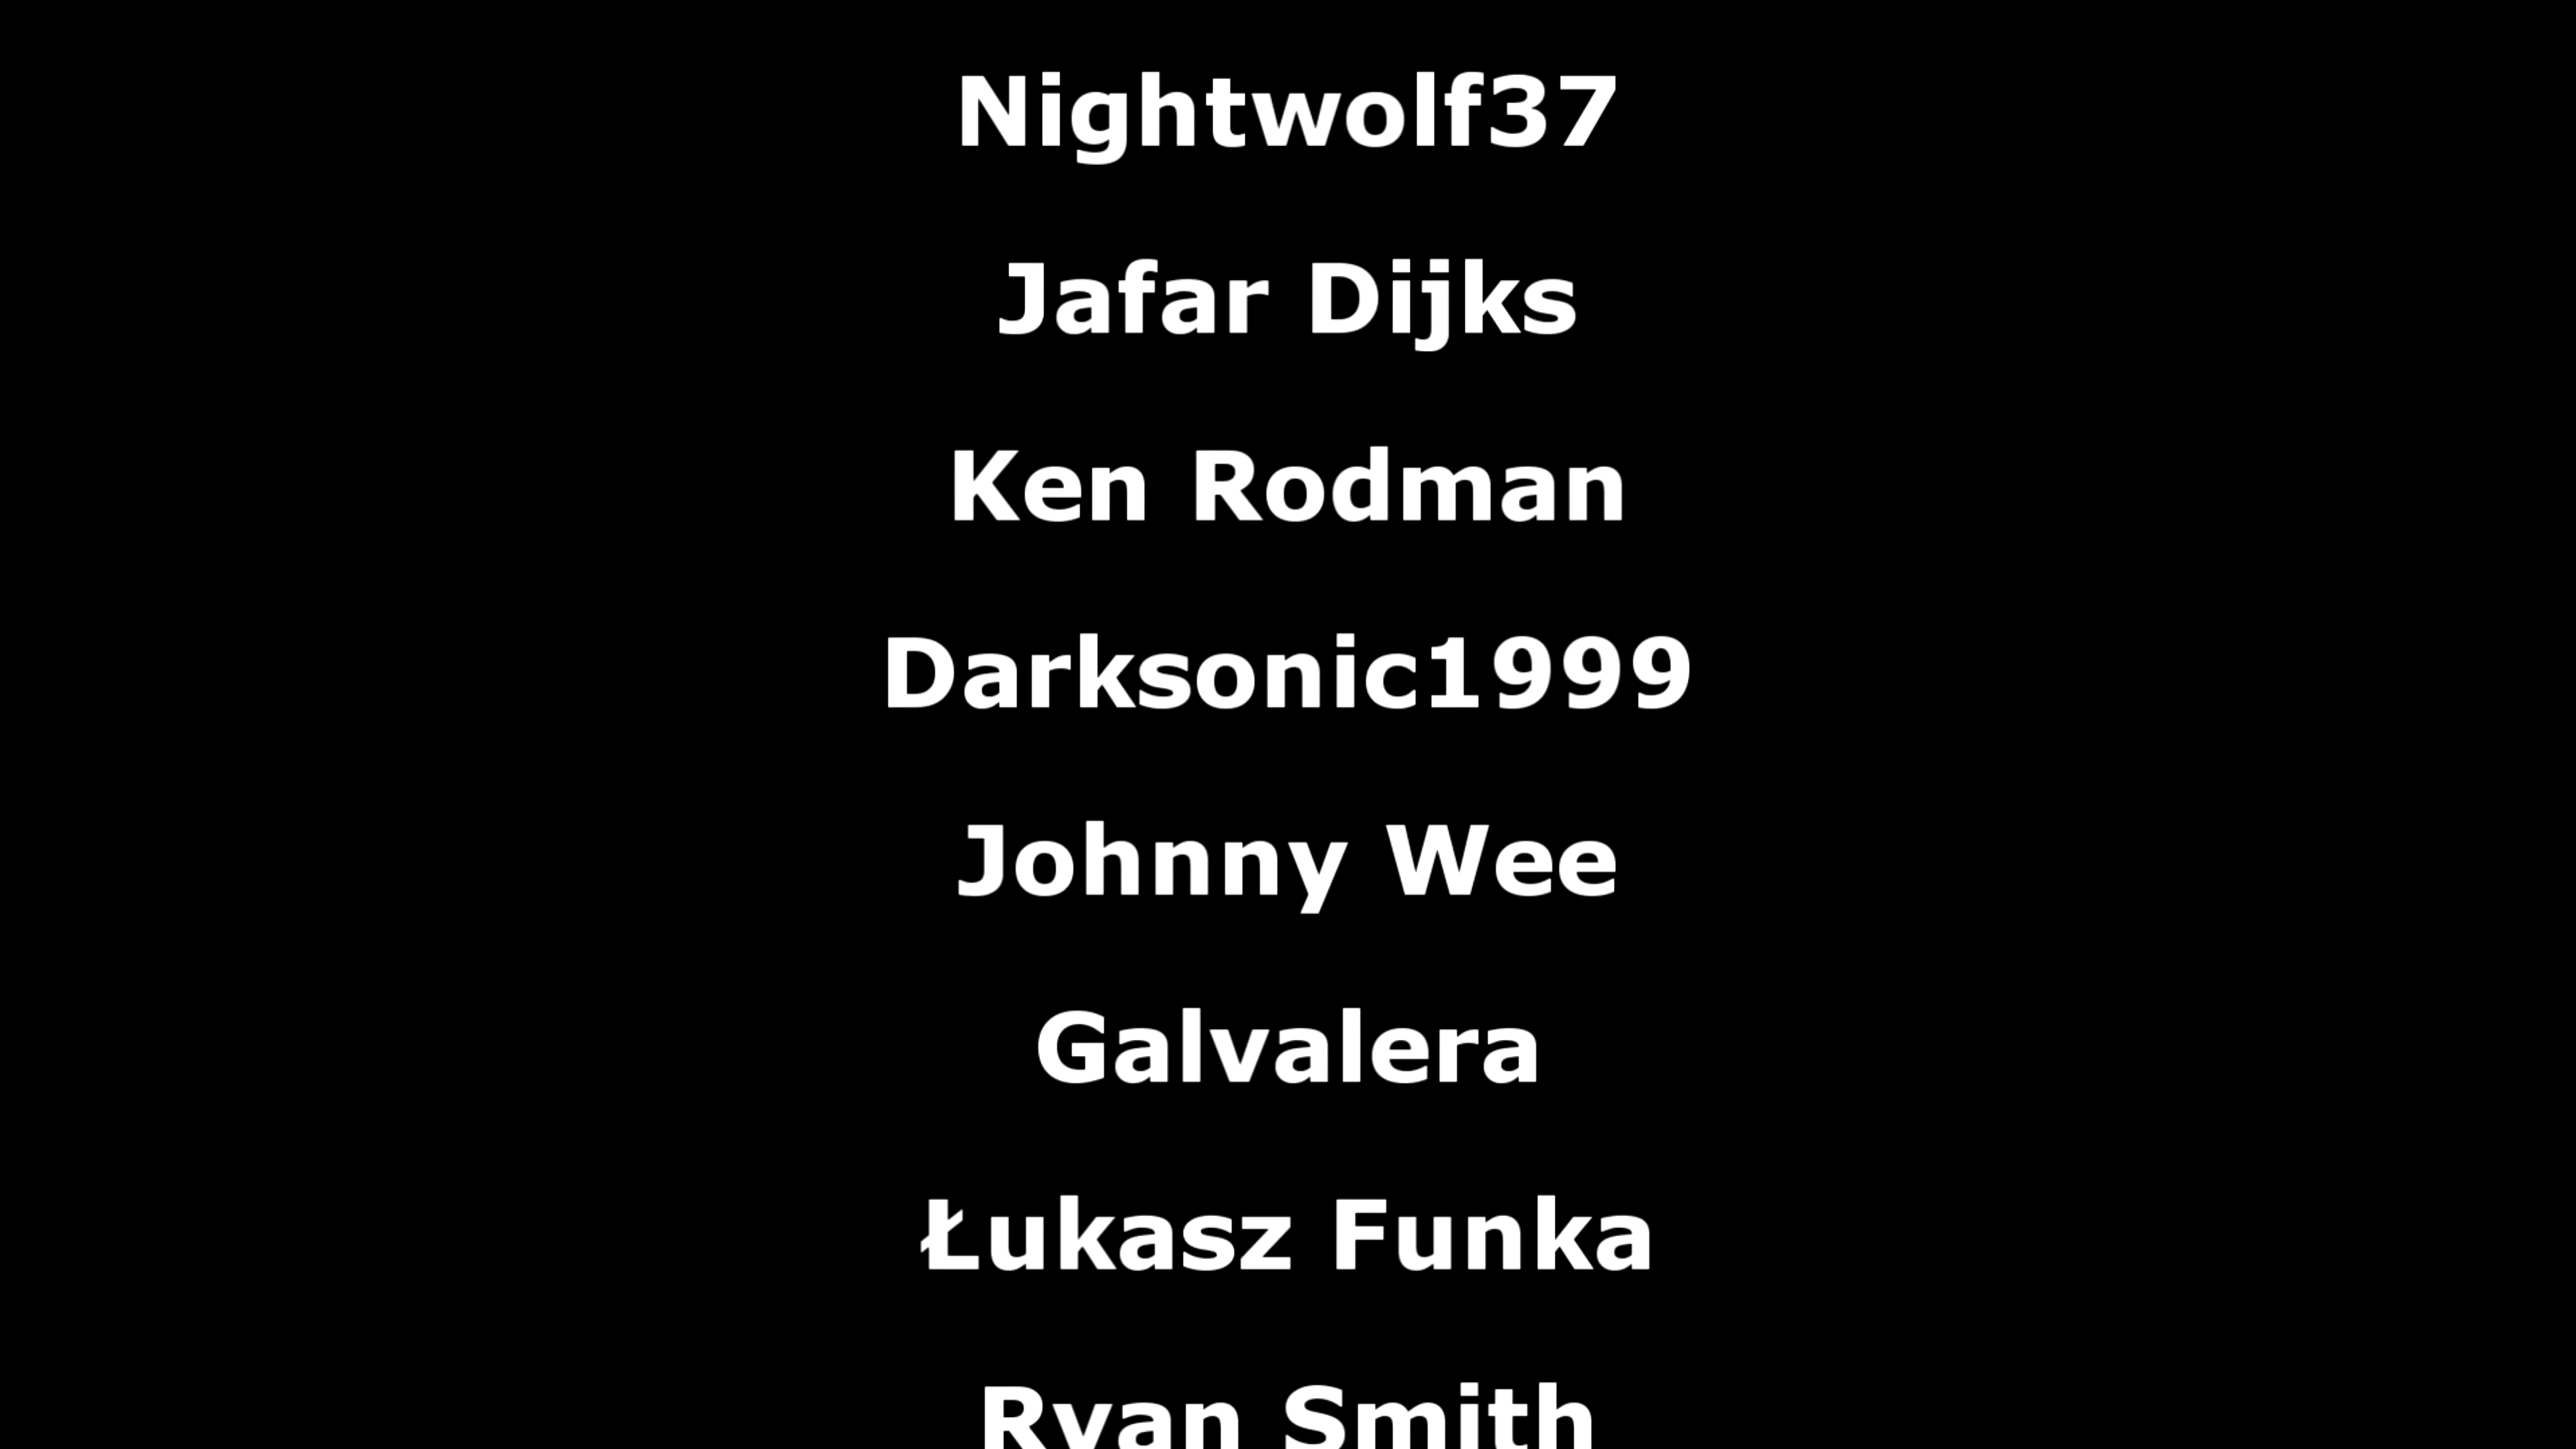 Nightwolf37
Jafar Dijks
Ken Rodman
Darksonic1999
Johnny Wee
Galvalera
Łukasz Funka
Ryan Smith